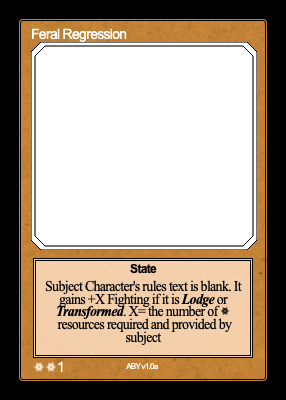 Feral Regression
State
Subject Character's rules text is blank. It
gains +X Fighting if it is Lodge or
Transformed. X= the number of
resources required and provided by
subject
1
ABY v1.0a